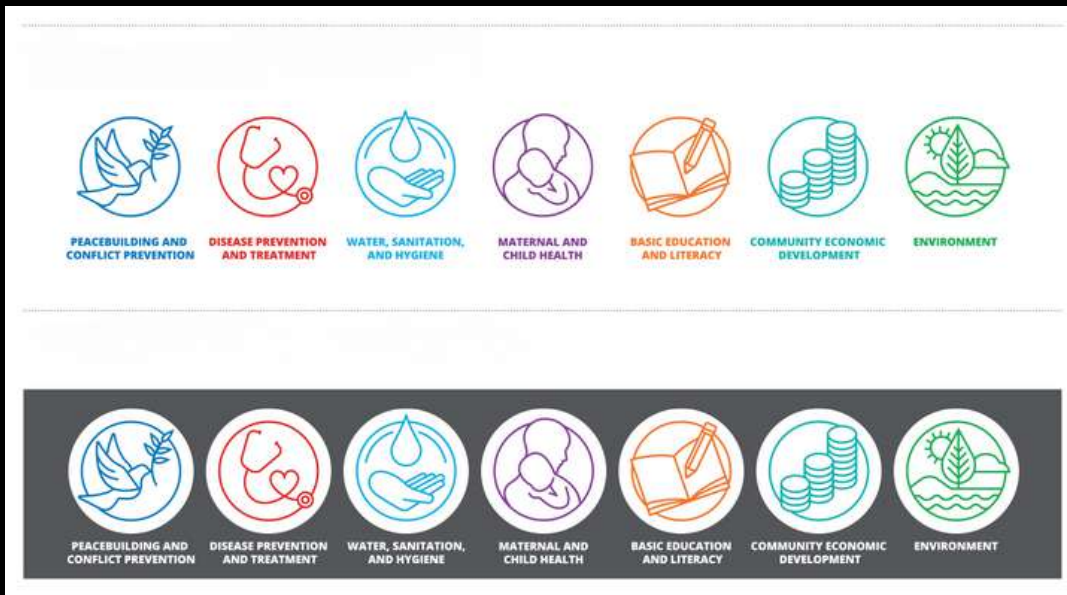 PEACEBUILDING AND
CONFLICT PREVENTION
DISEASE PREVENTION
AND TREATMENT
WATER, SANITATION,
AND HYGIENE
MATERNAL AND
CHILD HEALTH
BASIC EDUCATION
AND LITERACY
COMMUNITY ECONOMIC
DEVELOPMENT
ENVIRONMENT
PEACEBUILDING AND
CONFLICT PREVENTION
DISEASE PREVENTION
AND TREATMENT
WATER, SANITATION,
AND HYGIENE
MATERNAL AND
CHILD HEALTH
BASIC EDUCATION
AND LITERACY
COMMUNITY ECONOMIC
DEVELOPMENT
ENVIRONMENT